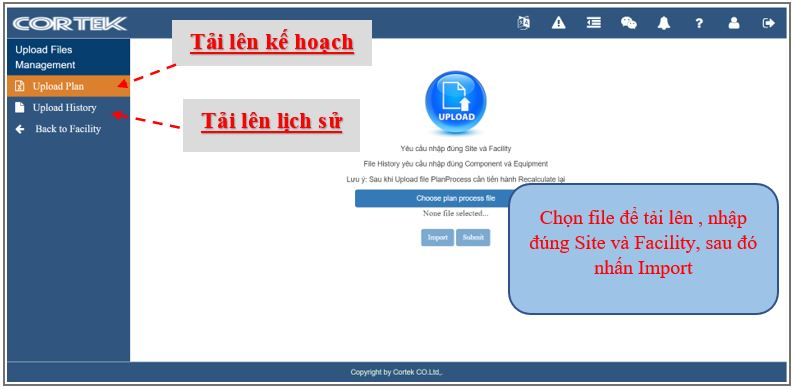 CORTEK
Upload Files
Management
Upload Plan
Upload History
Back to Facility
Tải lên kế hoạch
Tải lên lịch sử
UPLOAD
Yêu cầu nhập đúng Site và Facility
File History yêu cầu nhập đúng Component và Equipment
Lưu ý: Sau khi Upload file PlanProcess cần tiến hành Recalculate lại
Choose plan process file
None file selected...
Import Submit
Chọn file để tải lên , nhập
đúng Site và Facility, sau đó
nhấn Import
Copyright by Cortek CO.Ltd,.